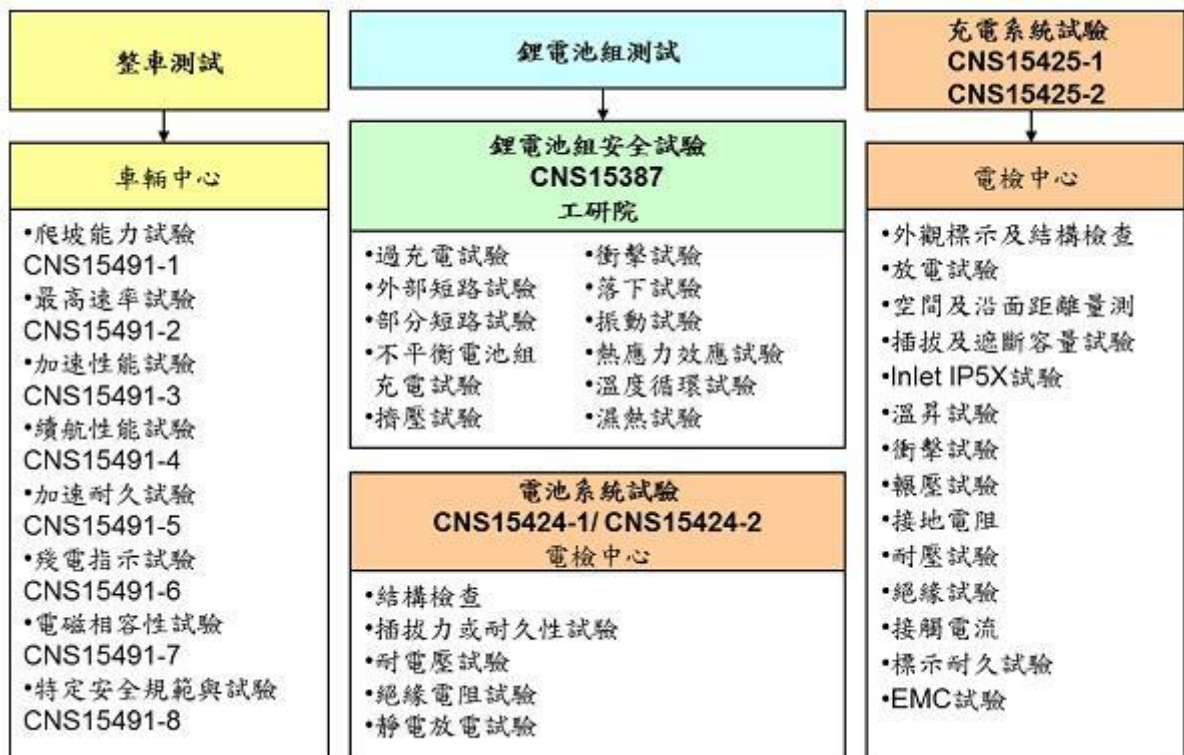 整車測試
車輛中心
•爬坡能力試驗
CNS15491-1
•最高速率試驗
CNS15491-2
•加速性能試驗
CNS15491-3
•續航性能試驗
CNS15491-4
•加速耐久試驗
CNS15491-5
•殘電指示試驗
CNS15491-6
•電磁相容性試驗
CNS15491-7
•特定安全規範與試驗
CNS15491-8
鋰電池組測試
鋰電池組安全試驗
CNS15387
工研院
•過充電試驗
•外部短路試驗
•部分短路試驗
•不平衡電池組
充電試驗
•擠壓試驗
•衝擊試驗
•落下試驗
•振動試驗
•熱應力效應試驗
•溫度循環試驗
•濕熱試驗
電池系統試驗
CNS15424-1/ CNS15424-2
電檢中心
•結構檢查
•插拔力或耐久性試驗
•耐電壓試驗
•絕緣電阻試驗
•靜電放電試驗
充電系統試驗
CNS15425-1
CNS15425-2
電檢中心
•外觀標示及結構檢查
•放電試驗
•空間及沿面距離量測
•插拔及遮斷容量試驗
•Inlet IP5X試驗
•溫昇試驗
•衝擊試驗
•輾壓試驗
•接地電阻
•耐壓試驗
•絕緣試驗
•接觸電流
•標示耐久試驗
•EMC試驗